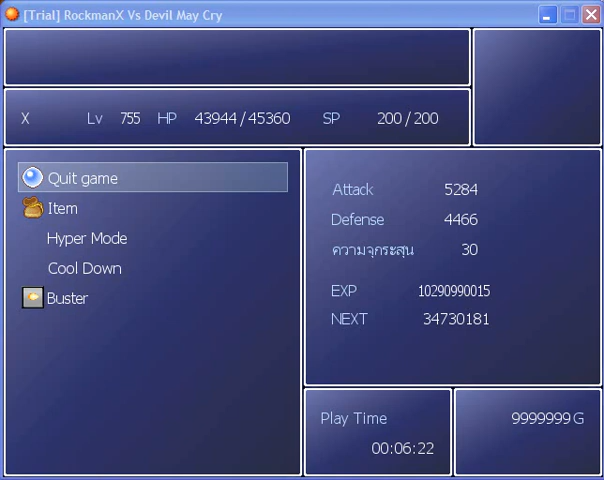 [Trial] RockmanX Vs Devil May Cry
X Lv 755 HP 43944/45360 SP 200/200
Quit game
Item
Hyper Mode
Cool Down
Buster
Attack 5284
Defense 4466
ความจุกระสุน 30
EXP 10290990015
NEXT 34730181
Play Time
00:06:22
9999999G